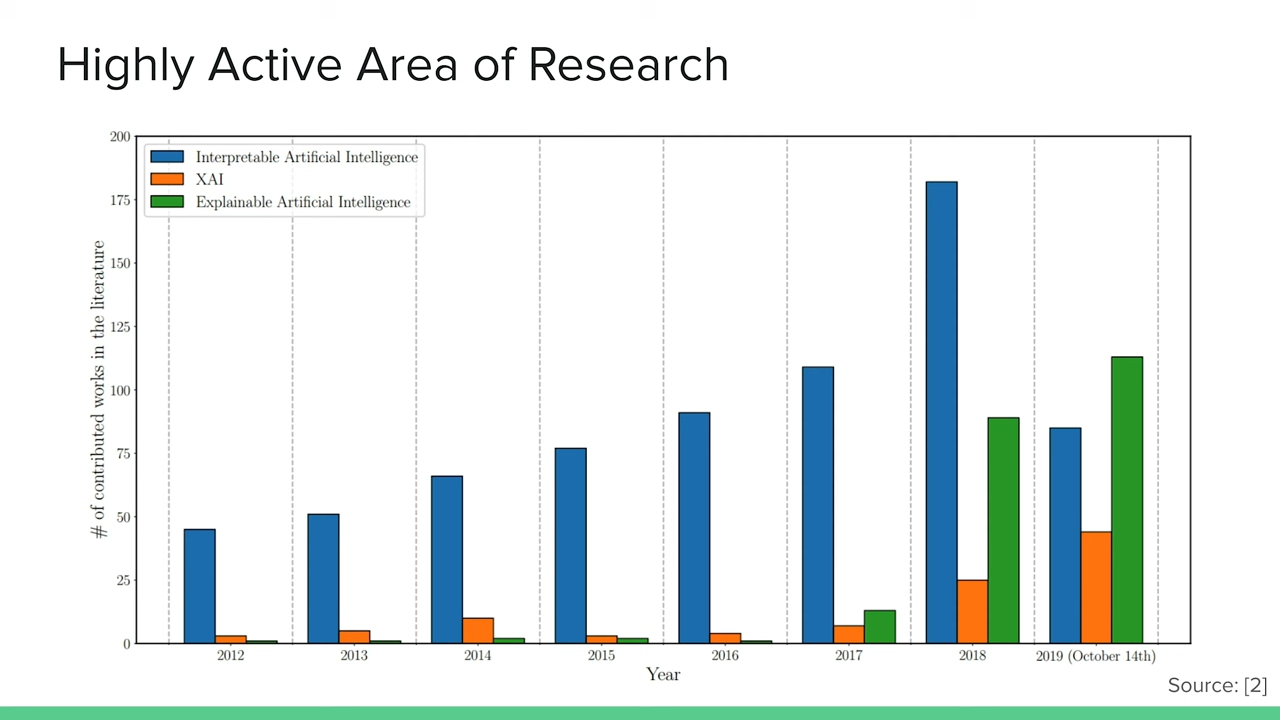 Highly Active Area of Research
200
175
150
125
100
75
50
25
0
# of contributed works in the literature
Interpretable Artificial Intelligence
XAI
Explainable Artificial Intelligence
2012 2013 2014 2015 2016 2017 2018 2019 (October 14th)
Year
Source: [2]